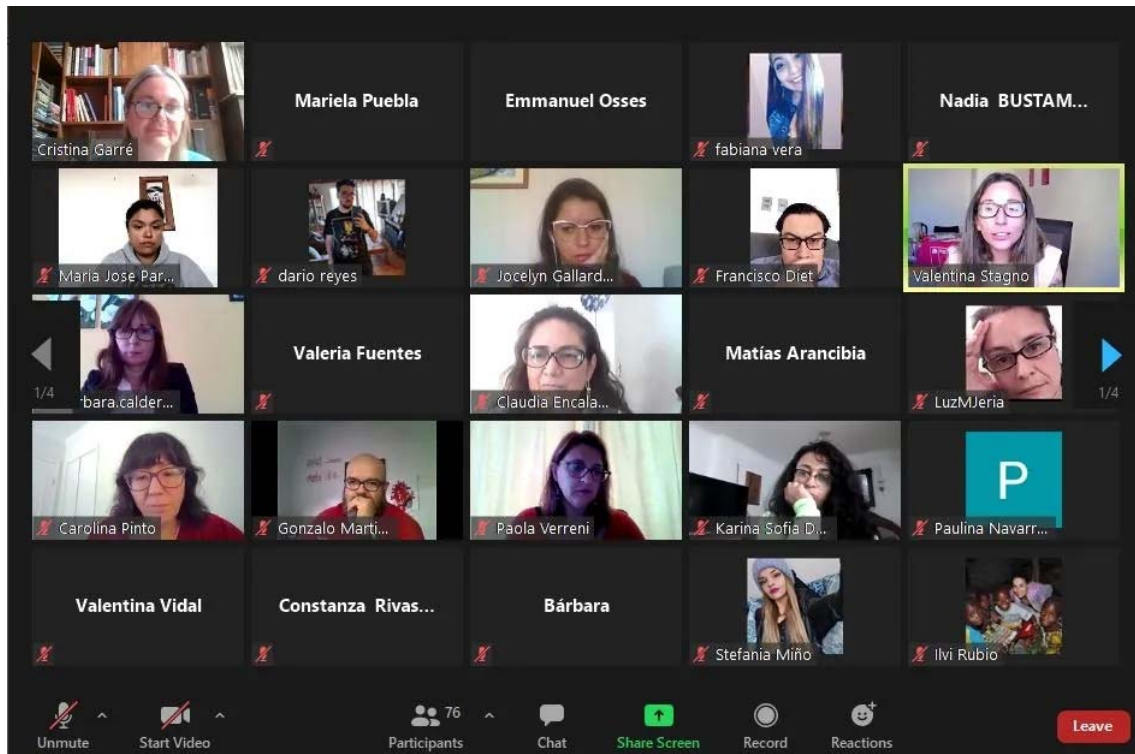 Cristina Garré
Mariela Puebla
Emmanuel Osses
fabiana vera
Nadia BUSTAM...
Maria Jose Par...
dario reyes
Jocelyn Gallard...
Francisco Diet
Valentina Stagno
1/4
rbara.calder...
Valeria Fuentes
Claudia Encala...
Matías Arancibia
LuzMJeria
1/4
Carolina Pinto
Gonzalo Marti...
Paola Verreni
Karina Sofía D...
P
Paulina Navarr...
Valentina Vidal
Constanza Rivas...
Bárbara
Stefania Miño
Ilvi Rubio
Unmute
Start Video
76
Participants
Chat
Share Screen
Record
Reactions
Leave